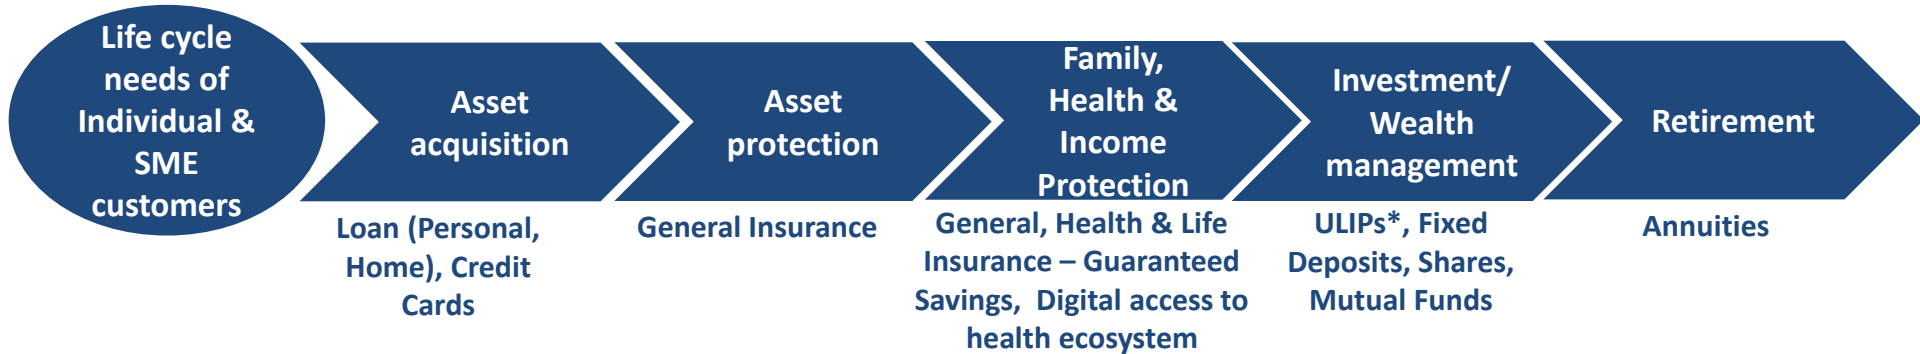 Life cycle
needs of
Individual &
SME
customers
Asset
acquisition
Asset
protection
Family,
Health &
Income
Protection
Investment/
Wealth
management
Retirement
Loan (Personal,
Home), Credit
Cards
General Insurance
General, Health & Life
Insurance – Guaranteed
Savings,  Digital access to
health ecosystem
ULIPs*, Fixed
Deposits, Shares,
Mutual Funds
Annuities